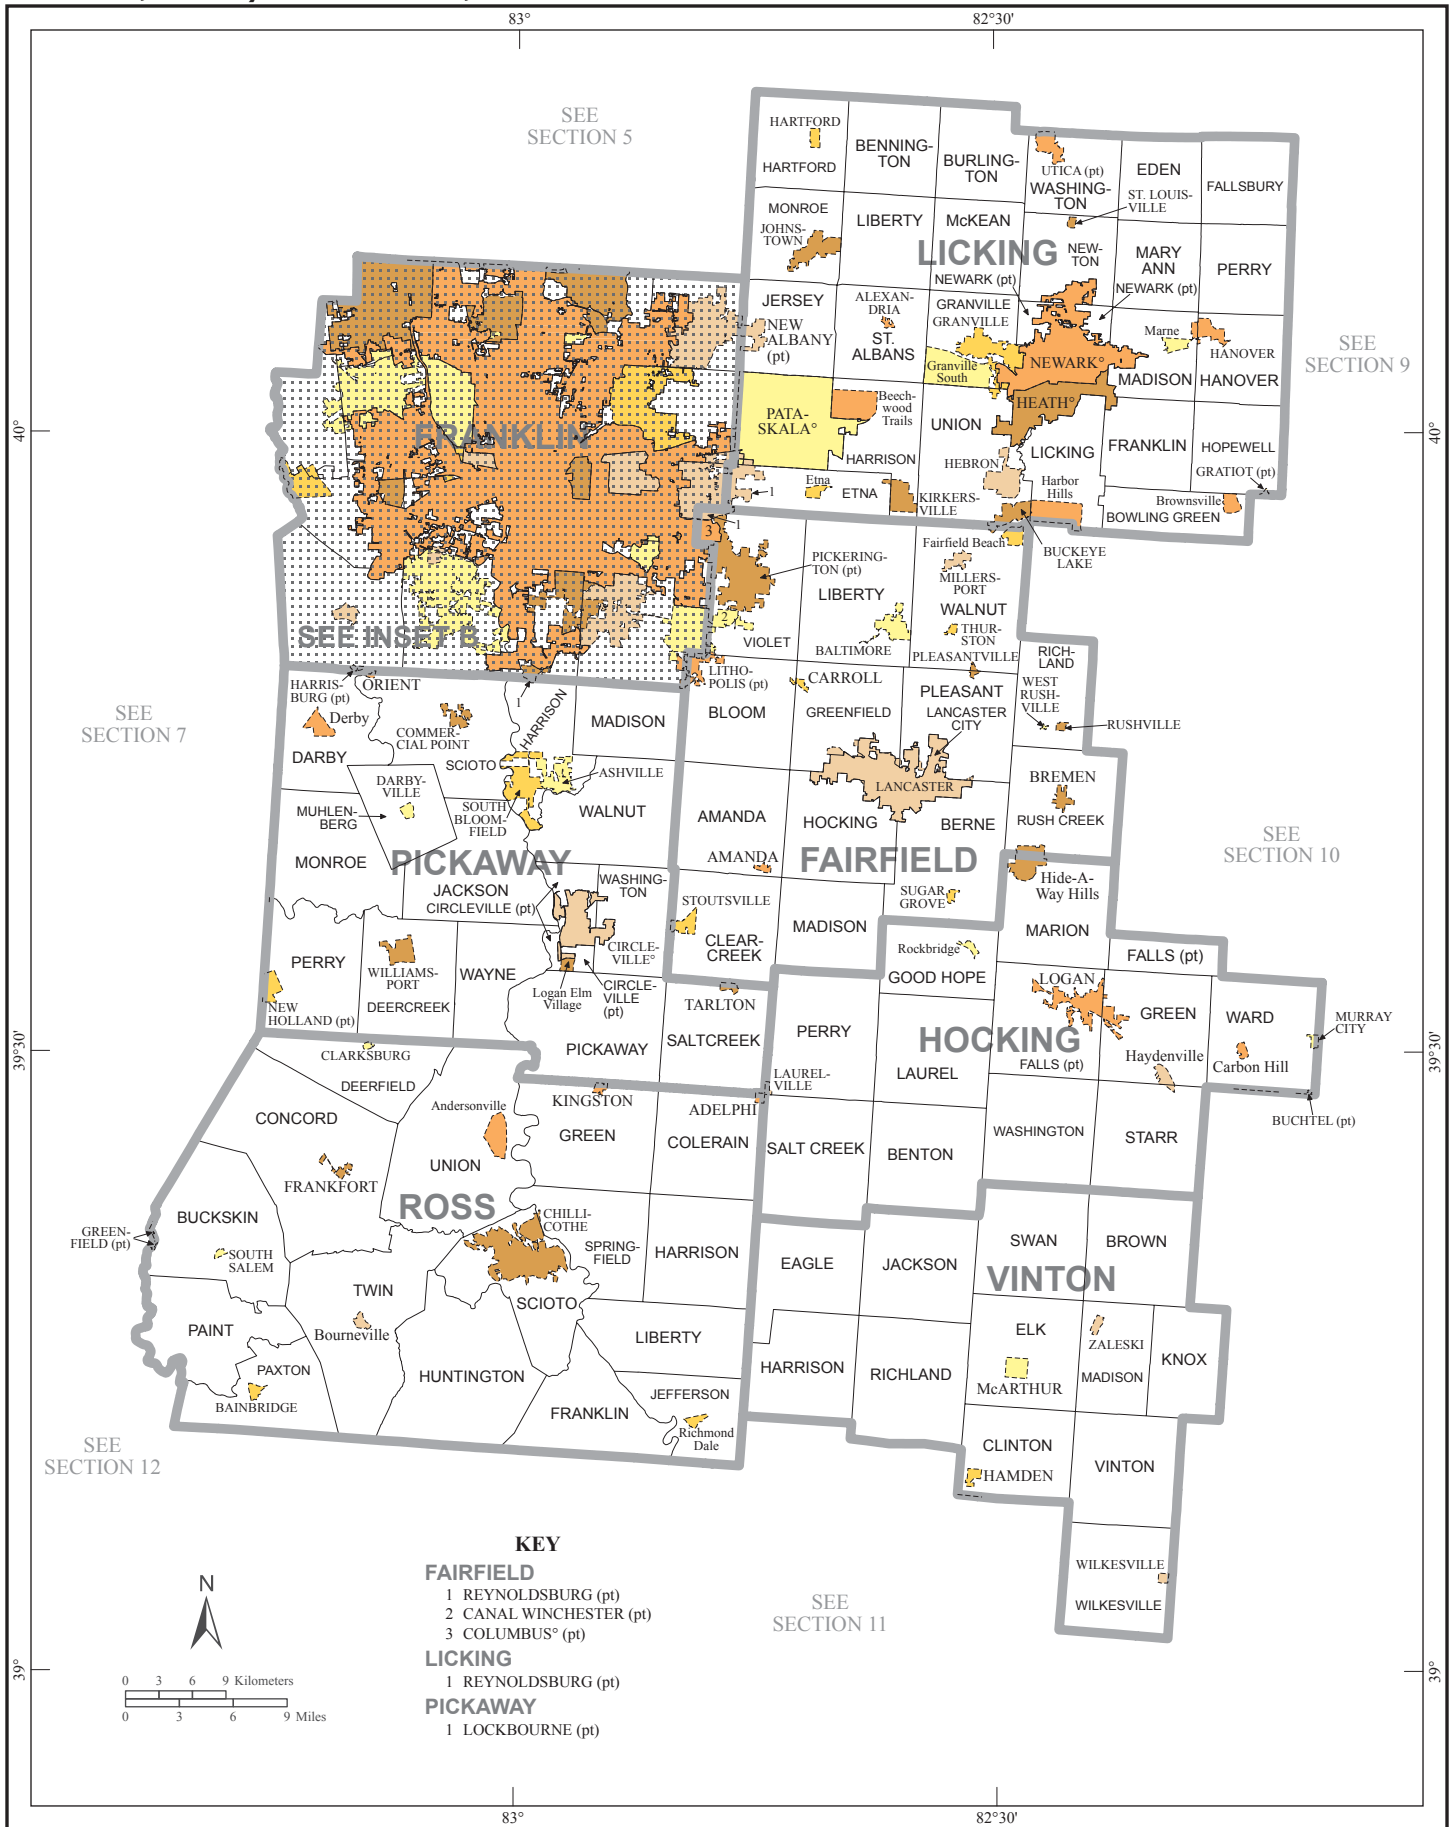 83°
82°30'
SEE
SECTION 5
HARTFORD
HARTFORD
BENNING-
TON
BURLING-
TON
UTICA (pt)
WASHING-
TON
EDEN
FALLSBURY
ST. LOUIS-
VILLE
MONROE
JOHNS-
TOWN
LIBERTY
McKEAN
LICKING
NEW-
TON
MARY
ANN
PERRY
NEWARK (pt)
NEWARK (pt)
JERSEY
NEW
ALBANY
(pt)
ALEXAN-
DRIA
ST.
ALBANS
GRANVILLE
GRANVILLE
Granville
South
NEWARK°
Marne
HANOVER
MADISON
HANOVER
SEE
SECTION 9
HEATH°
PATA-
SKALA°
Beech-
wood
Trails
UNION
HARRISON
LICKING
FRANKLIN
HOPEWELL
GRATIOT (pt)
HEBRON
Harbor
Hills
Brownsville
BOWLING GREEN
Etna
ETNA
KIRKERS-
VILLE
1
BUCKEYE
LAKE
40°
40°
FRANKLIN
SEE INSET B
1
3
2
PICKERING-
TON (pt)
LIBERTY
Fairfield Beach
MILLERS-
PORT
WALNUT
THUR-
STON
VIOLET
BALTIMORE
PLEASANTVILLE
RICH-
LAND
LITHO-
POLIS (pt)
CARROLL
PLEASANT
WEST
RUSH-
VILLE
RUSHVILLE
BLOOM
GREENFIELD
LANCASTER
CITY
LANCASTER
BREMEN
RUSH CREEK
AMANDA
HOCKING
BERNE
AMANDA
FAIRFIELD
Hide-A-
Way Hills
SEE
SECTION 10
SEE
SECTION 7
HARRIS-
BURG (pt)
ORIENT
Derby
DARBY
COMMER-
CIAL POINT
SCIOTO
1
HARRISON
MADISON
ASHVILLE
SOUTH
BLOOM-
FIELD
WALNUT
DARBY-
VILLE
MUHLEN-
BERG
MONROE
PICKAWAY
JACKSON
CIRCLEVILLE (pt)
WASHING-
TON
CIRCLE-
VILLE°
CIRCLE-
VILLE
(pt)
Logan Elm
Village
PERRY
WILLIAMS-
PORT
DEERCREEK
WAYNE
NEW
HOLLAND (pt)
PICKAWAY
SALTCREEK
TARLTON
STOUTSVILLE
CLEAR-
CREEK
MADISON
SUGAR
GROVE
Rockbridge
GOOD HOPE
MARION
FALLS (pt)
LOGAN
GREEN
WARD
MURRAY
CITY
Carbon Hill
Haydenville
PERRY
HOCKING
FALLS (pt)
LAUREL
LAUREL-
VILLE
BUCHTEL (pt)
39°30'
39°30'
SALT CREEK
BENTON
WASHINGTON
STARR
CLARKSBURG
DEERFIELD
CONCORD
Andersonville
KINGSTON
GREEN
ADELPHI
COLERAIN
UNION
FRANKFORT
ROSS
BUCKSKIN
GREEN-
FIELD (pt)
SOUTH
SALEM
CHILLI-
COTHE
SPRING-
FIELD
HARRISON
TWIN
Bourneville
SCIOTO
LIBERTY
PAINT
PAXTON
BAINBRIDGE
HUNTINGTON
FRANKLIN
JEFFERSON
Richmond
Dale
SEE
SECTION 12
EAGLE
JACKSON
SWAN
BROWN
VINTON
ELK
ZALESKI
KNOX
McARTHUR
MADISON
HARRISON
RICHLAND
CLINTON
HAMDEN
VINTON
WILKESVILLE
WILKESVILLE
SEE
SECTION 11
KEY
FAIRFIELD
1 REYNOLDSBURG (pt)
2 CANAL WINCHESTER (pt)
3 COLUMBUS° (pt)
LICKING
1 REYNOLDSBURG (pt)
PICKAWAY
1 LOCKBOURNE (pt)
N
0 3 6 9 Kilometers
0 3 6 9 Miles
39°
39°
83°
82°30'